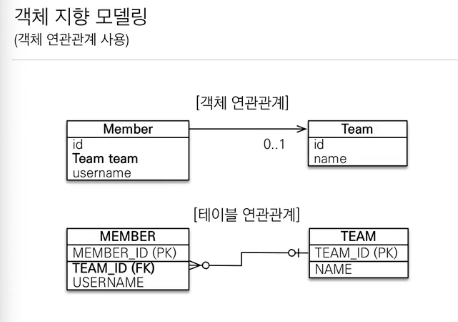 객체 지향 모델링
(객체 연관관계 사용)
[객체 연관관계]
Member
id
Team team
username
0..1
Team
id
name
[테이블 연관관계]
MEMBER
MEMBER_ID (PK)
TEAM_ID (FK)
USERNAME
TEAM
TEAM_ID (PK)
NAME